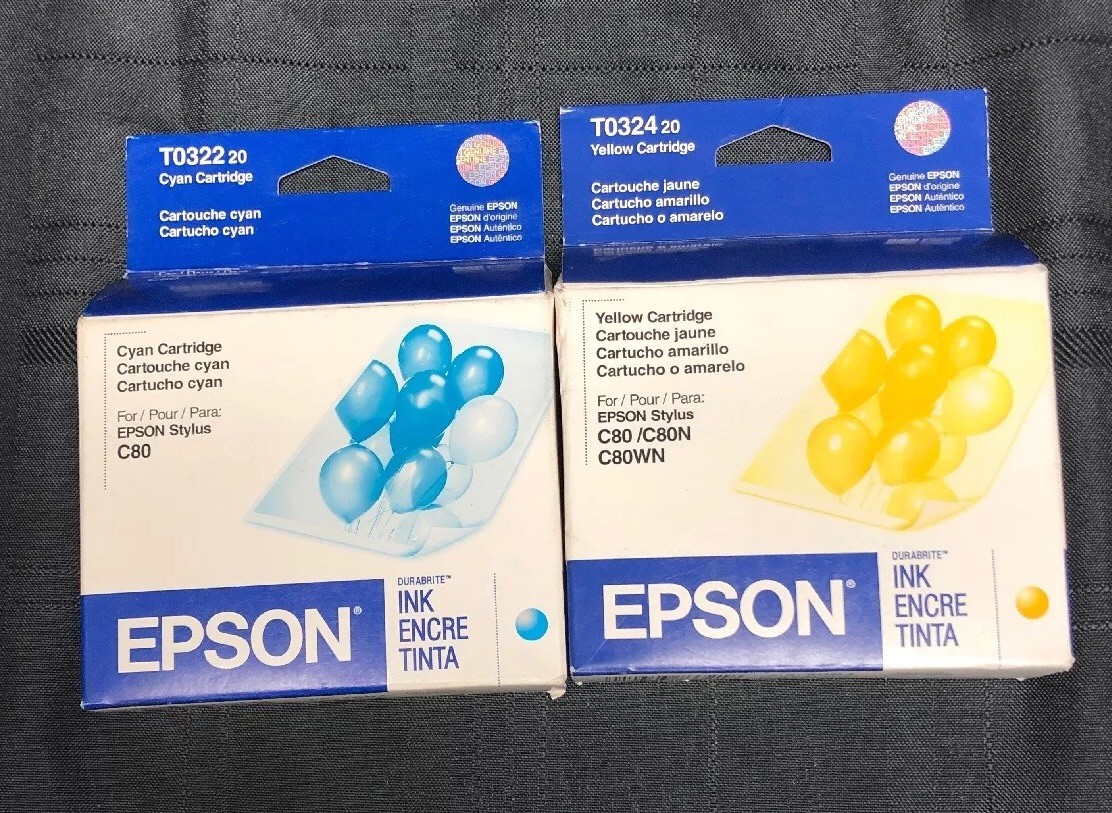 T0322 20
Cyan Cartridge
Cartouche cyan
Cartucho cyan
Genuine EPSON
EPSON d'origine
EPSON Auténtico
EPSON Autêntico
Cyan Cartridge
Cartouche cyan
Cartucho cyan
For / Pour / Para:
EPSON Stylus
C80
EPSON®
DURABRITE™
INK
ENCRE
TINTA
T0324 20
Yellow Cartridge
Cartouche jaune
Cartucho amarillo
Cartucho o amarelo
Genuine EPSON
EPSON d'origine
EPSON Auténtico
EPSON Autêntico
Yellow Cartridge
Cartouche jaune
Cartucho amarillo
Cartucho o amarelo
For / Pour / Para:
EPSON Stylus
C80 /C80N
C80WN
EPSON®
DURABRITE™
INK
ENCRE
TINTA